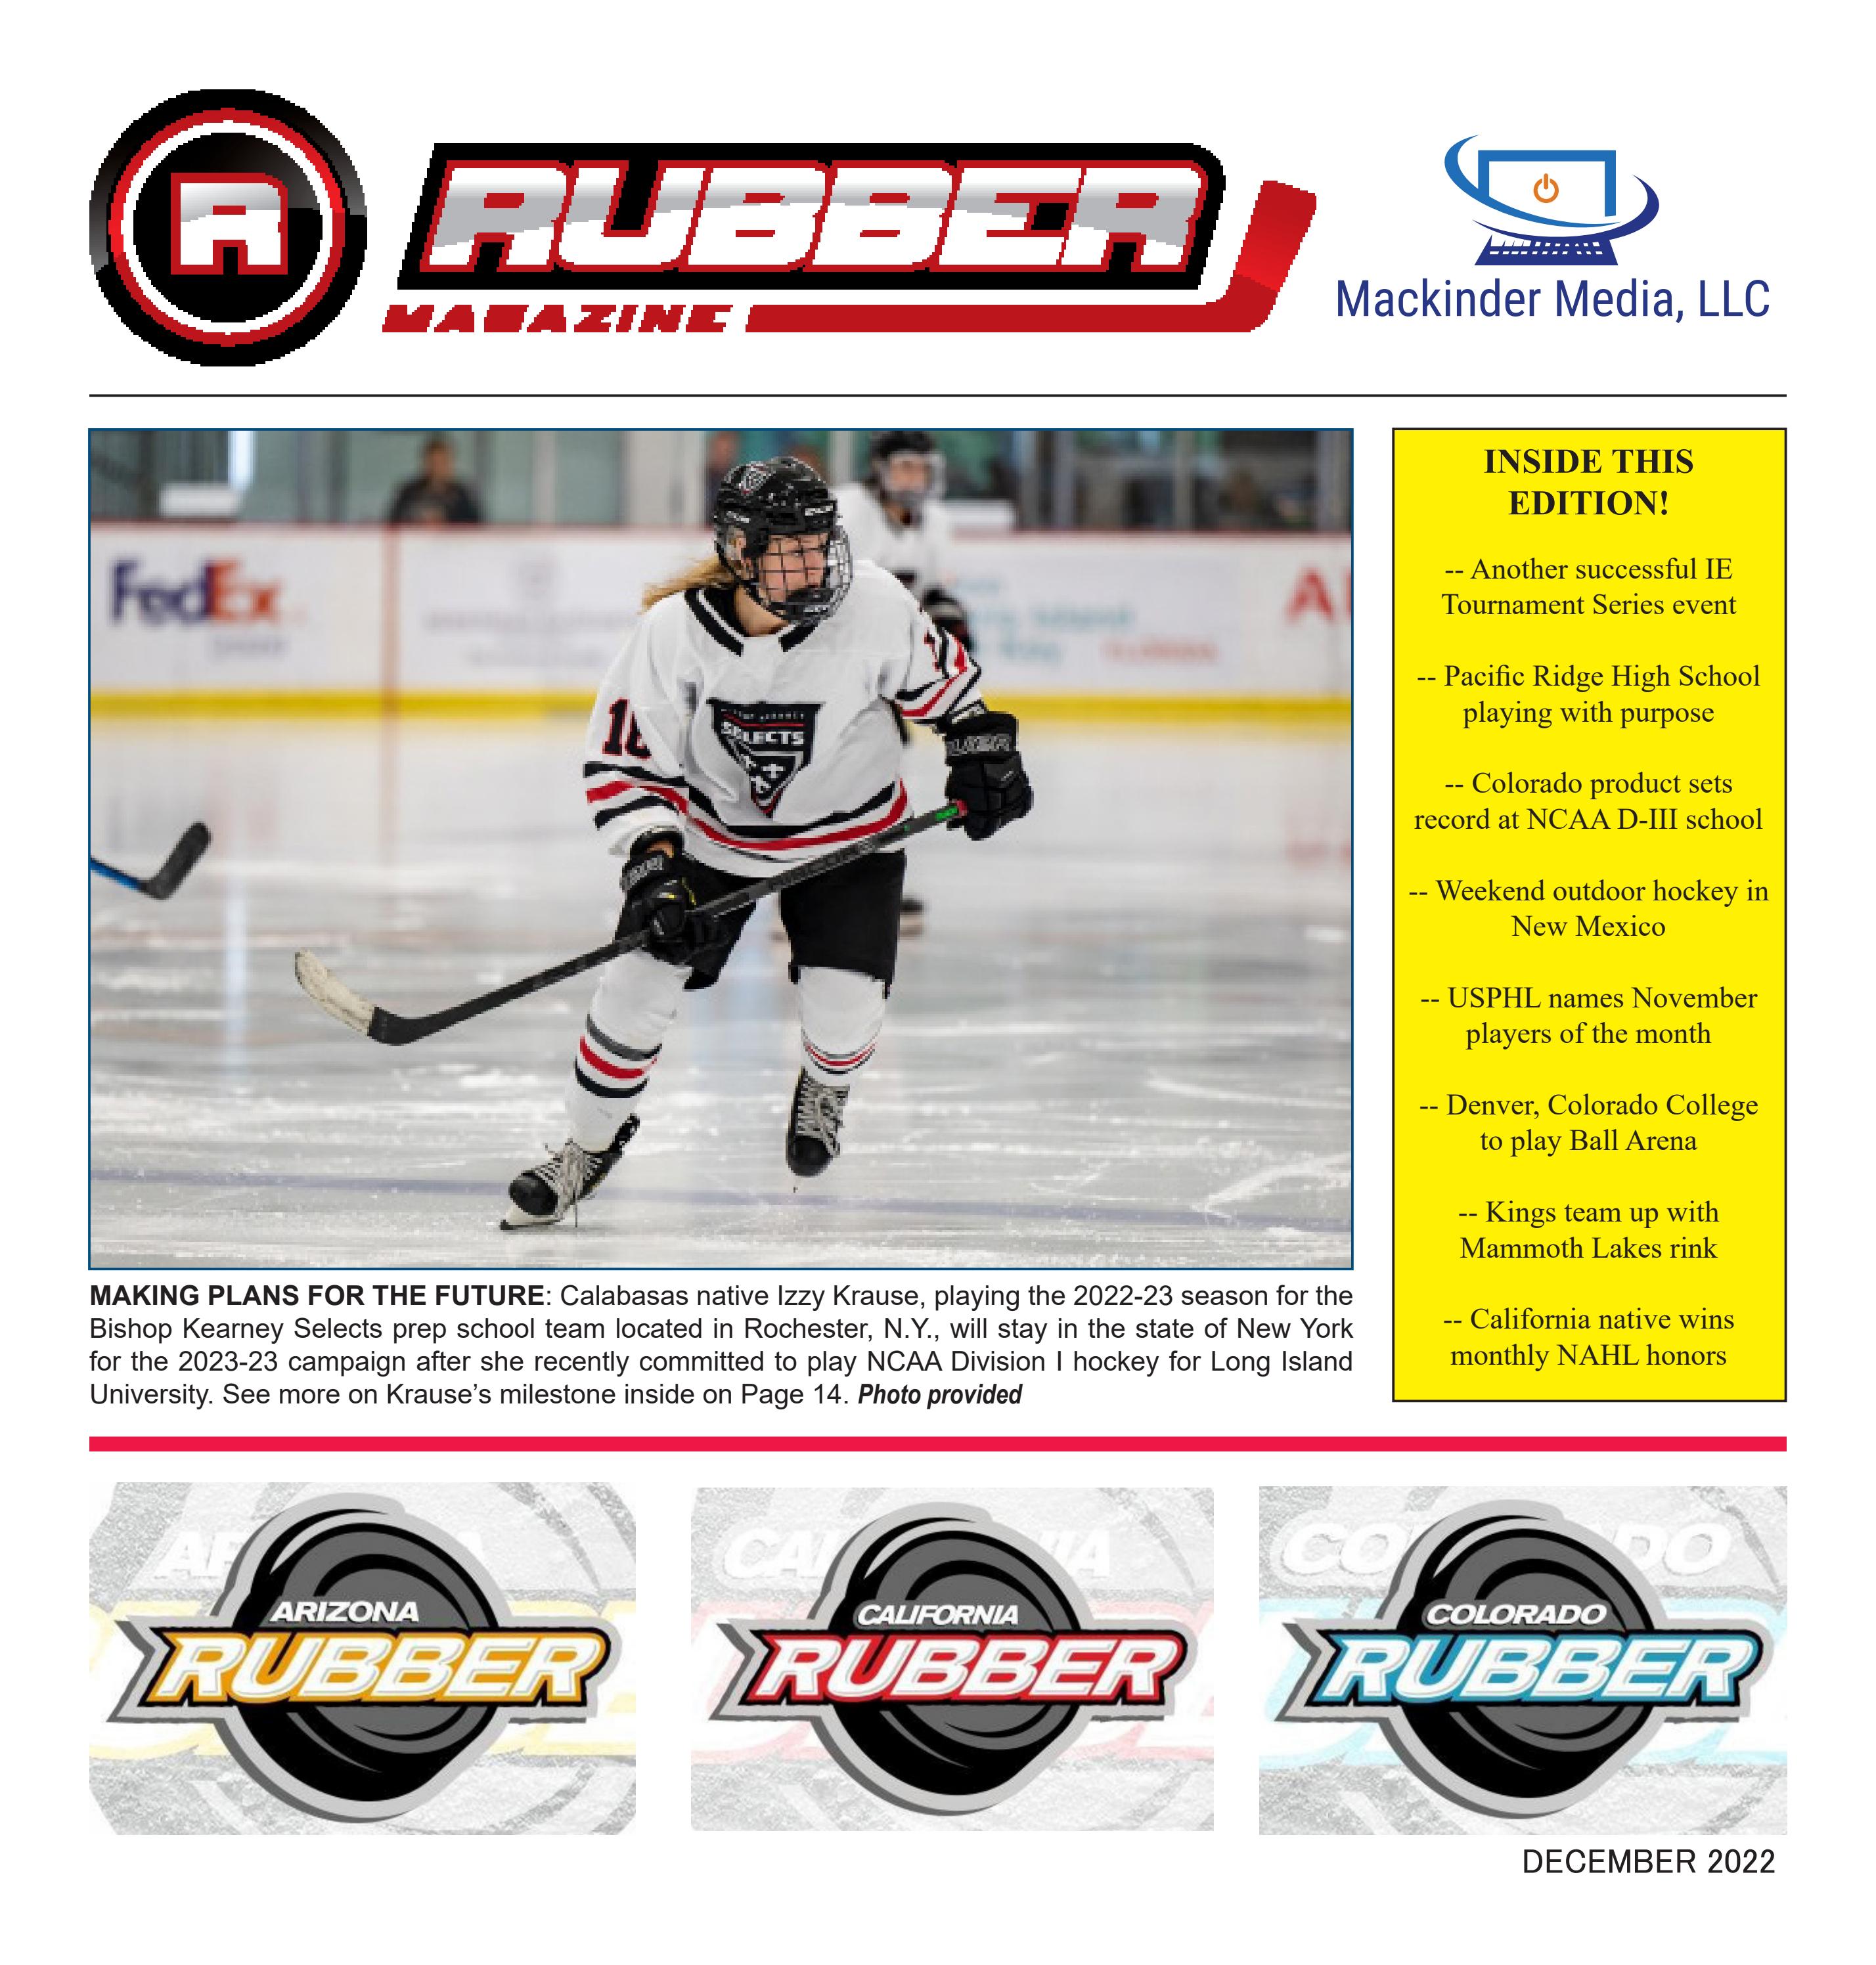 A
RUBBER
MAGAZINE
Mackinder Media, LLC
FedEx
SELECTS
INSIDE THIS
EDITION!
-- Another successful IE
Tournament Series event
-- Pacific Ridge High School
playing with purpose
-- Colorado product sets
record at NCAA D-III school
-- Weekend outdoor hockey in
New Mexico
-- USPHL names November
players of the month
-- Denver, Colorado College
to play Ball Arena
-- Kings team up with
Mammoth Lakes rink
-- California native wins
monthly NAHL honors
MAKING PLANS FOR THE FUTURE: Calabasas native Izzy Krause, playing the 2022-23 season for the
Bishop Kearney Selects prep school team located in Rochester, N.Y., will stay in the state of New York
for the 2023-23 campaign after she recently committed to play NCAA Division I hockey for Long Island
University. See more on Krause’s milestone inside on Page 14. Photo provided
ARIZONA
RUBBER
CALIFORNIA
RUBBER
COLORADO
RUBBER
DECEMBER 2022